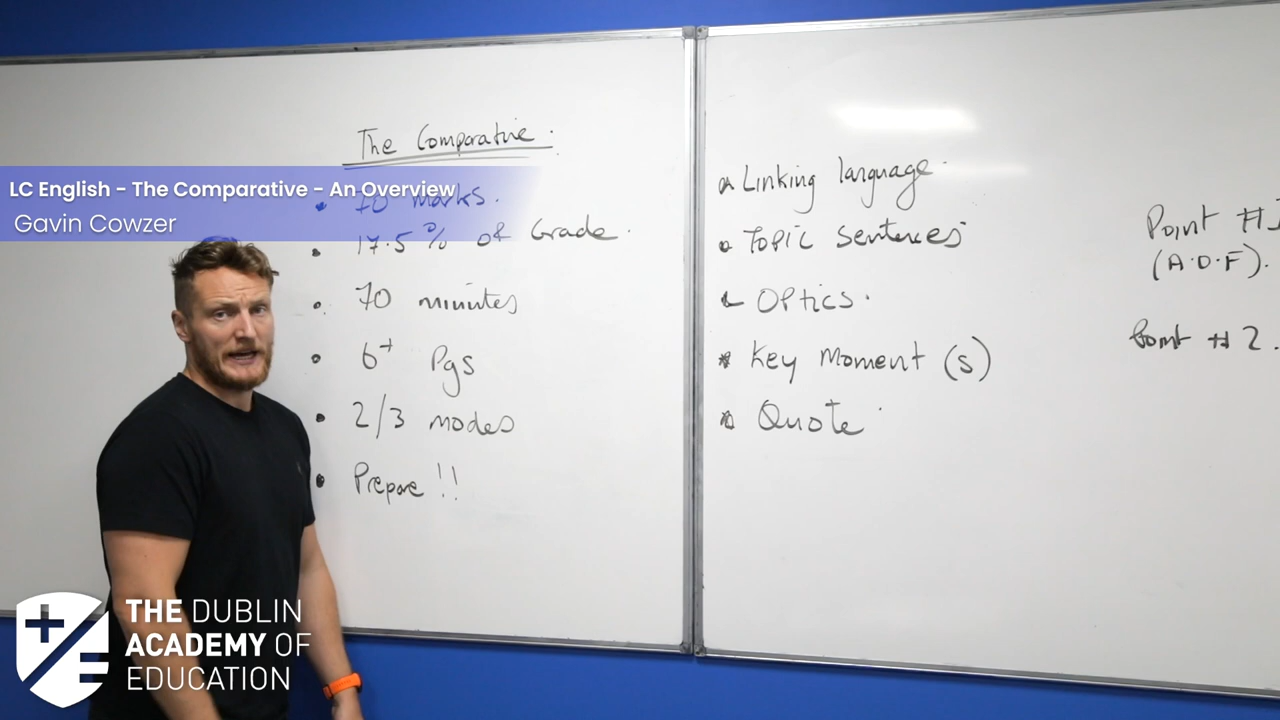 The Comparative.
LC English - The Comparative - An Overview
Gavin Cowzer
• 70 marks.
• 17.5% of Grade.
• 70 minutes
• 6+ Pgs
• 2/3 modes
• Prepare !!
Linking language.
Topic sentences
Optics.
* Key Moment (s)
Quote
Point #1
(A.O.F).
Point #2.
THE DUBLIN
ACADEMY OF
EDUCATION